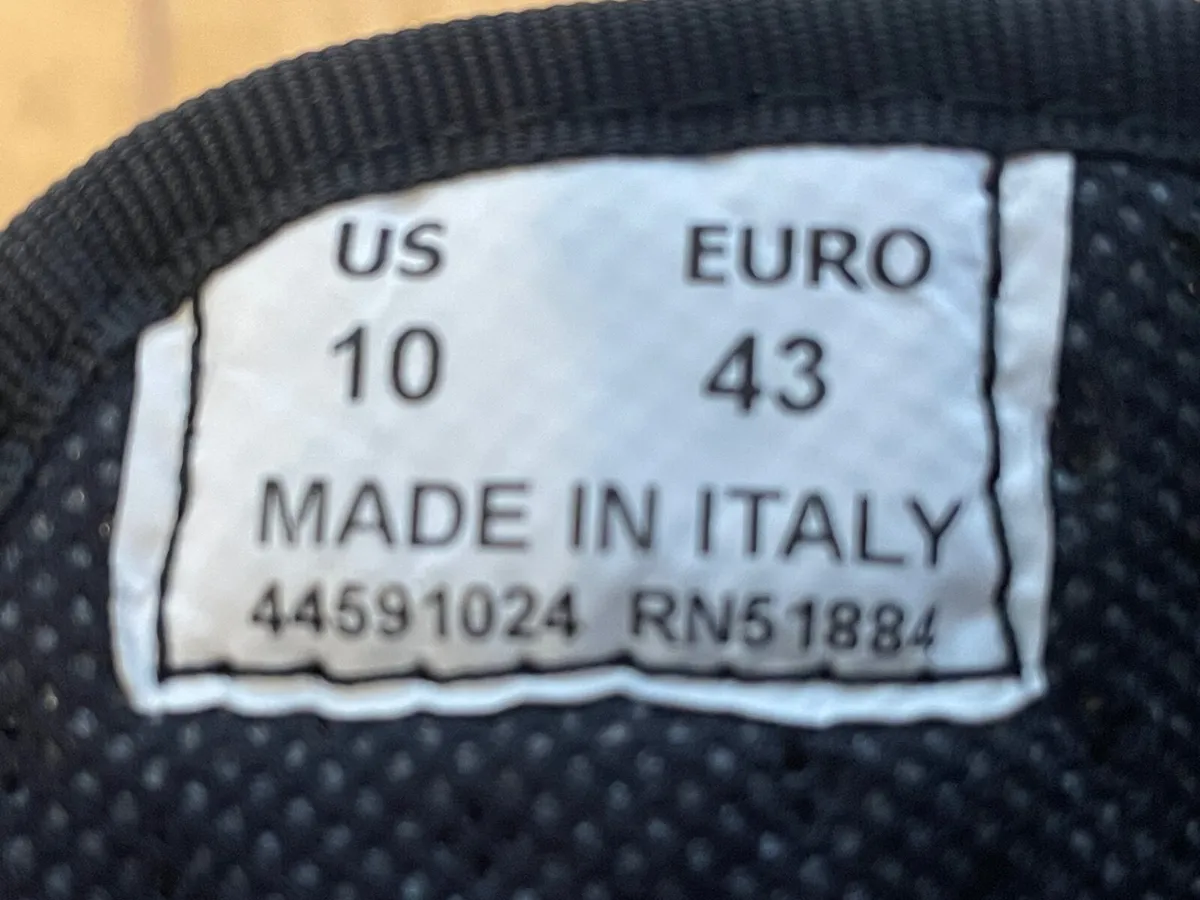 US EURO
10 43
MADE IN ITALY
44591024 RN51884